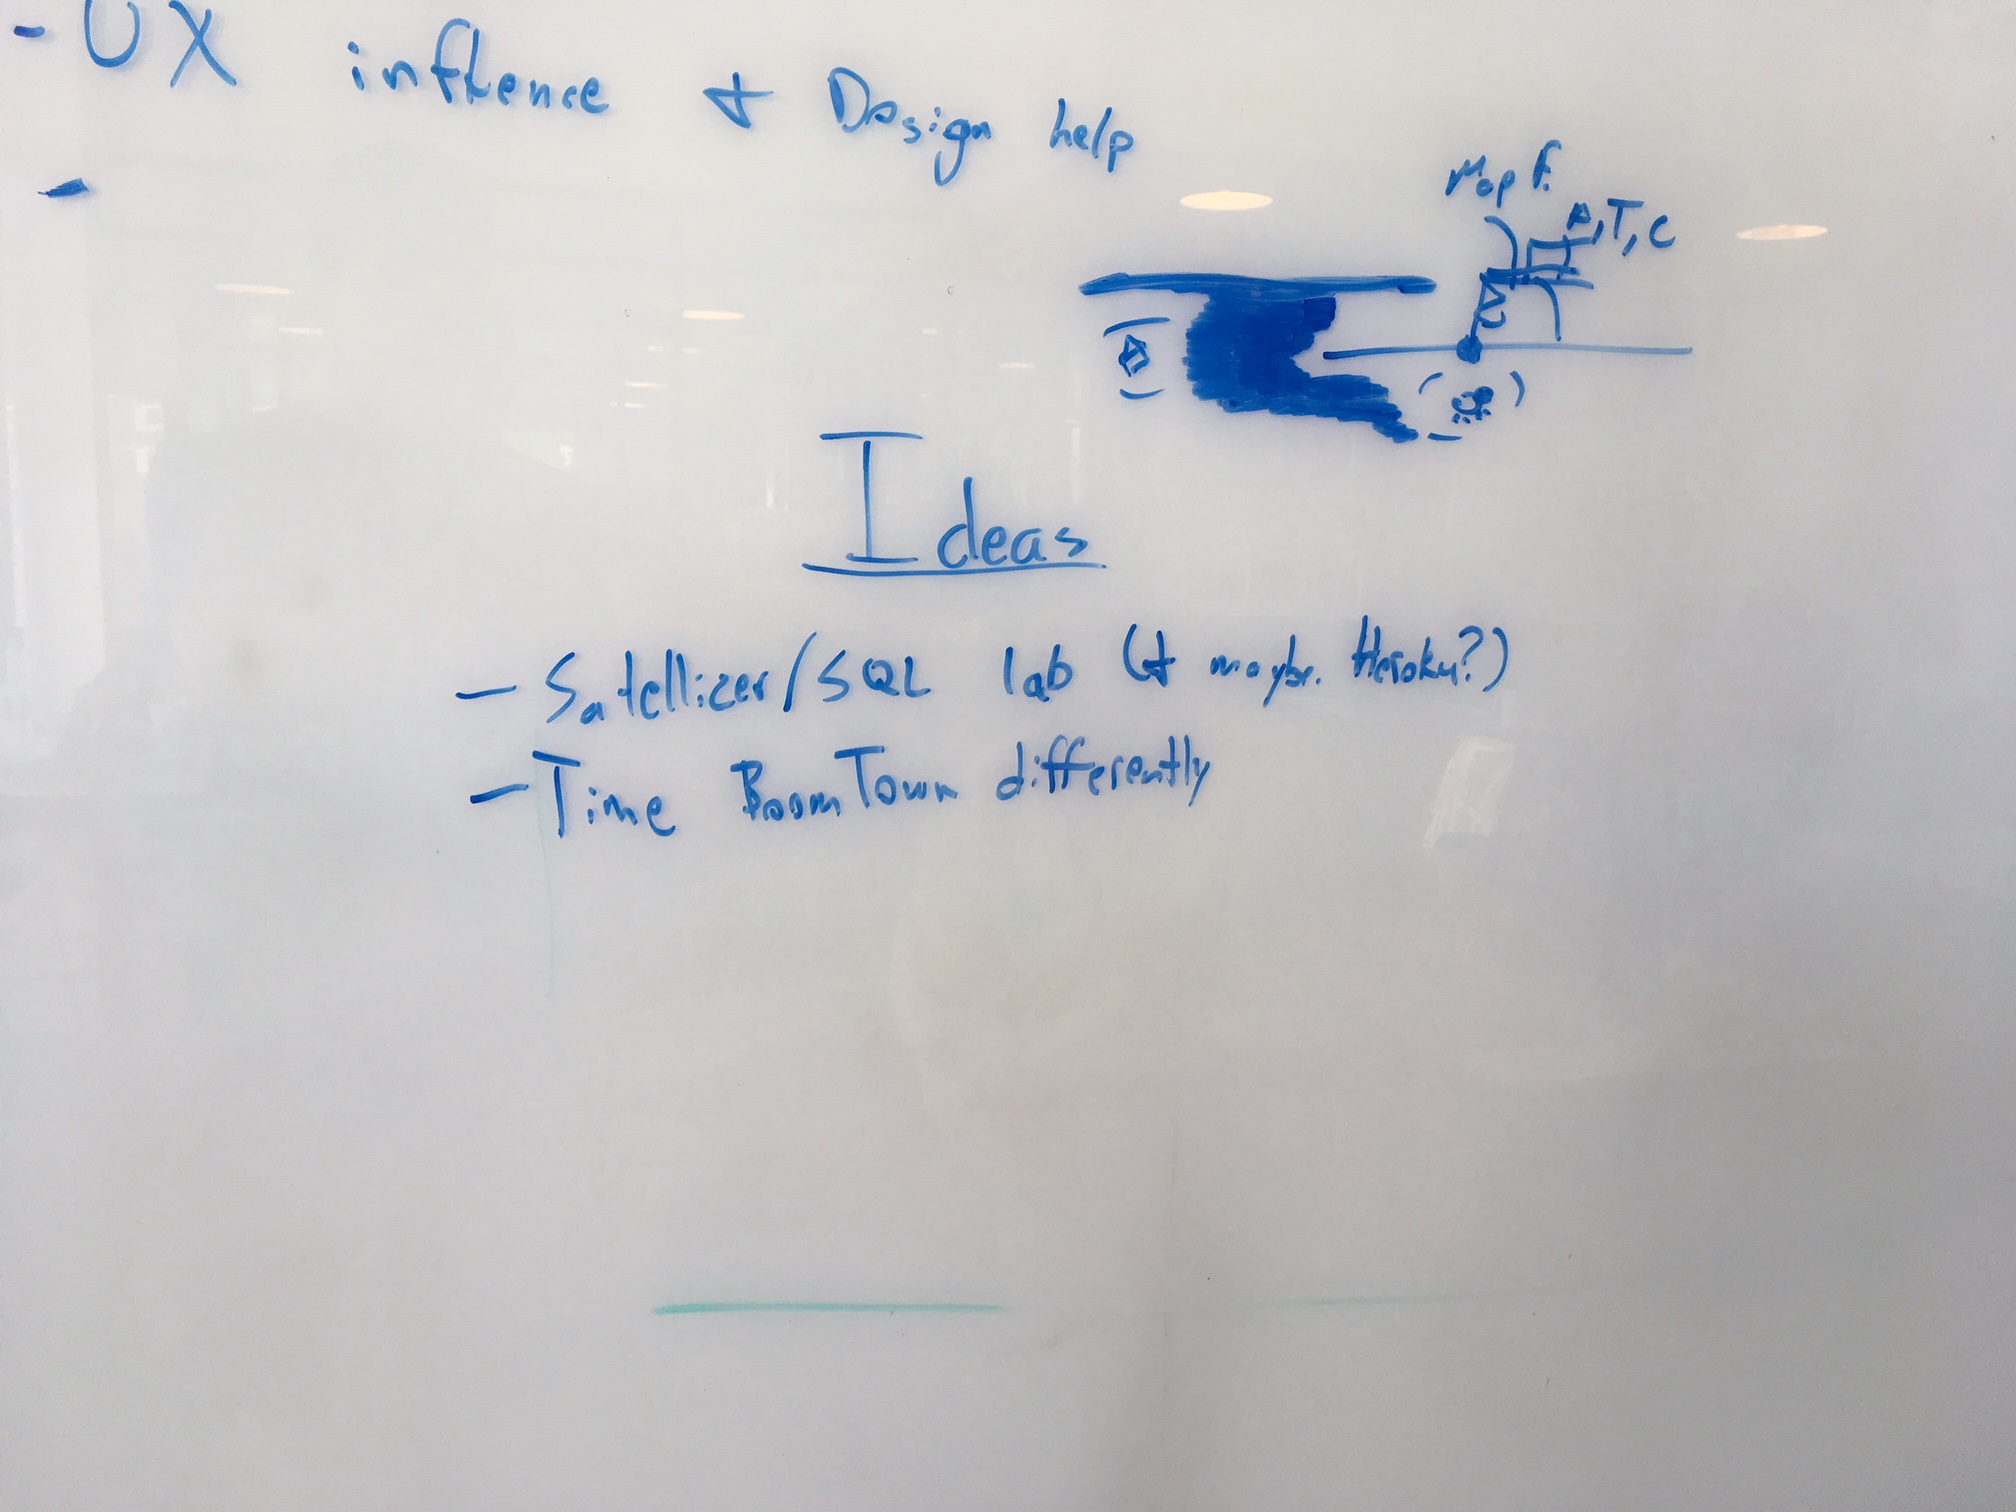 - UX influence + Design help
-
Map F.
A,T,C
Ideas
- Satellizer/SQL lab (+ maybe. Heroku?)
- Time BoomTown differently